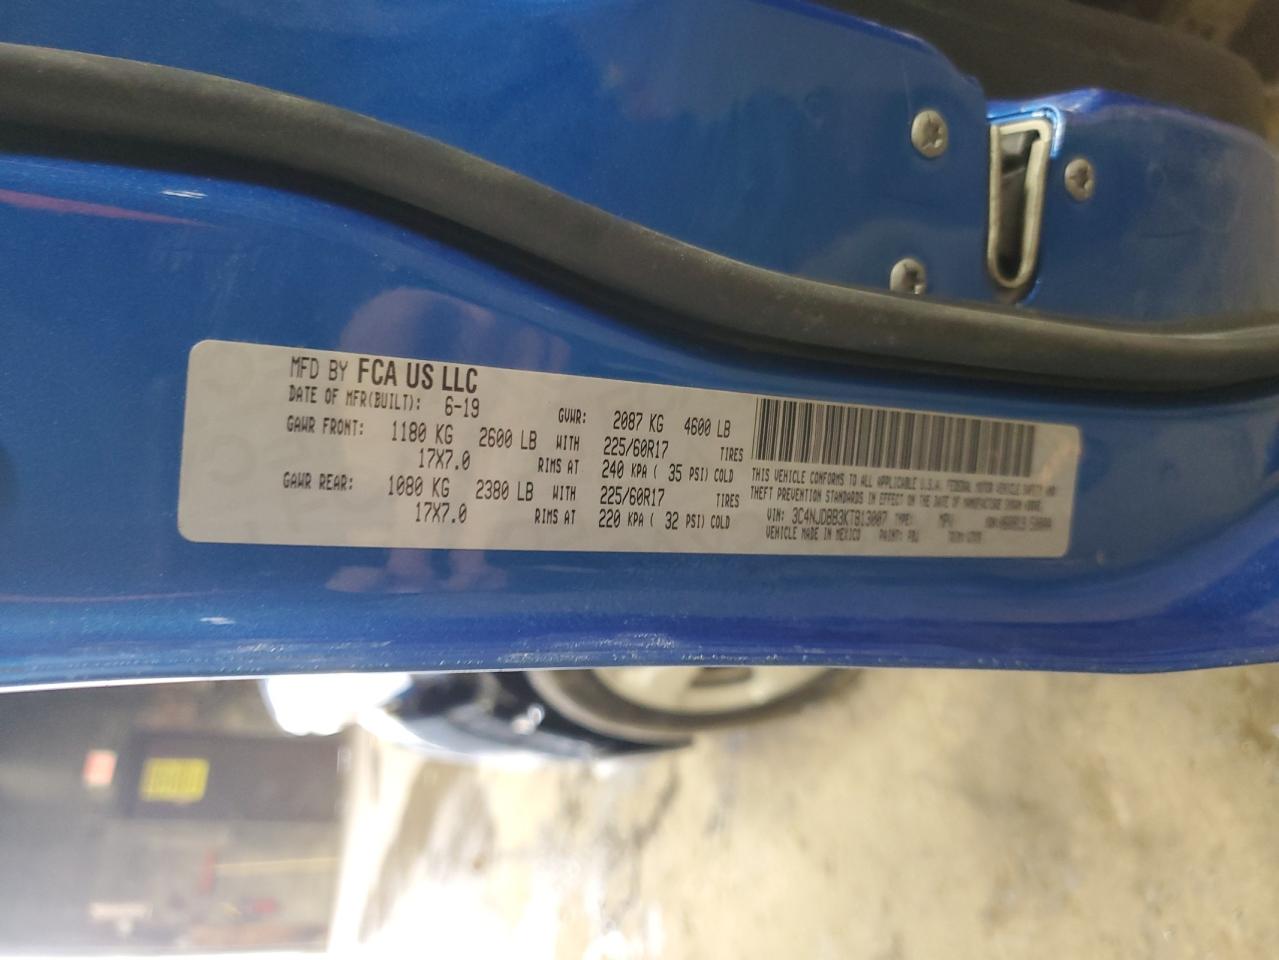 MFD BY FCA US LLC
DATE OF MFR(BUILT): 6-19
GVWR: 2087 KG 4600 LB
GAWR FRONT: 1180 KG 2600 LB WITH 225/60R17 TIRES
17X7.0 RIMS AT 240 KPA ( 35 PSI) COLD
GAWR REAR: 1080 KG 2380 LB WITH 225/60R17 TIRES
17X7.0 RIMS AT 220 KPA ( 32 PSI) COLD
THIS VEHICLE CONFORMS TO ALL APPLICABLE U.S.A. FEDERAL MOTOR VEHICLE SAFETY AND
THEFT PREVENTION STANDARDS IN EFFECT ON THE DATE OF MANUFACTURE SHOWN ABOVE.
VIN: TYPE: MPV
VEHICLE MADE IN MEXICO PAINT: PBJ